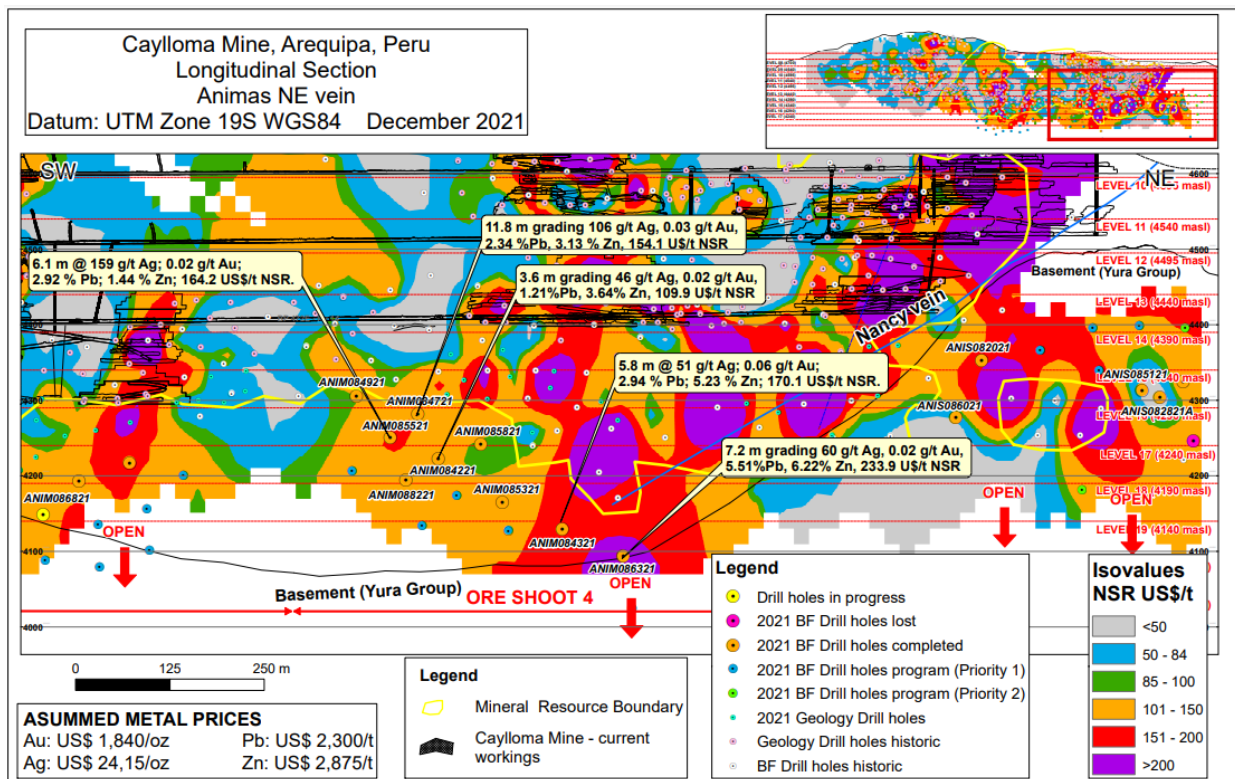 Caylloma Mine, Arequipa, Peru
Longitudinal Section
Animas NE vein
Datum: UTM Zone 19S WGS84 December 2021
SW
NE
4600
LEVEL 11 (4540 masl)
4500
LEVEL 12 (4495 masl)
Basement (Yura Group)
LEVEL 13 (4440 masl)
4400
LEVEL 14 (4390 masl)
11.8 m grading 106 g/t Ag, 0.03 g/t Au,
2.34 %Pb, 3.13 % Zn, 154.1 U$/t NSR
6.1 m @ 159 g/t Ag; 0.02 g/t Au;
2.92 % Pb; 1.44 % Zn; 164.2 US$/t NSR.
3.6 m grading 46 g/t Ag, 0.02 g/t Au,
1.21%Pb, 3.64% Zn, 109.9 U$/t NSR
Nancy vein
5.8 m @ 51 g/t Ag; 0.06 g/t Au;
2.94 % Pb; 5.23 % Zn; 170.1 US$/t NSR.
ANIS082021
ANIS085121
ANIM084921
ANIM084721
4300
ANIS086021
ANIS082821A
ANIM085521
ANIM085821
7.2 m grading 60 g/t Ag, 0.02 g/t Au,
5.51%Pb, 6.22% Zn, 233.9 U$/t NSR
LEVEL 17 (4240 masl)
ANIM084221
4200
ANIM086821
ANIM088221
ANIM085321
LEVEL 18 (4190 masl)
OPEN
OPEN
OPEN
LEVEL 19 (4140 masl)
ANIM084321
4100
ANIM086321
OPEN
Basement (Yura Group)
ORE SHOOT 4
4000
0 125 250 m
Legend
Mineral Resource Boundary
Caylloma Mine - current
workings
Legend
Drill holes in progress
2021 BF Drill holes lost
2021 BF Drill holes completed
2021 BF Drill holes program (Priority 1)
2021 BF Drill holes program (Priority 2)
2021 Geology Drill holes
Geology Drill holes historic
BF Drill holes historic
Isovalues
NSR US$/t
<50
50 - 84
85 - 100
101 - 150
151 - 200
>200
ASUMMED METAL PRICES
Au: US$ 1,840/oz Pb: US$ 2,300/t
Ag: US$ 24,15/oz Zn: US$ 2,875/t